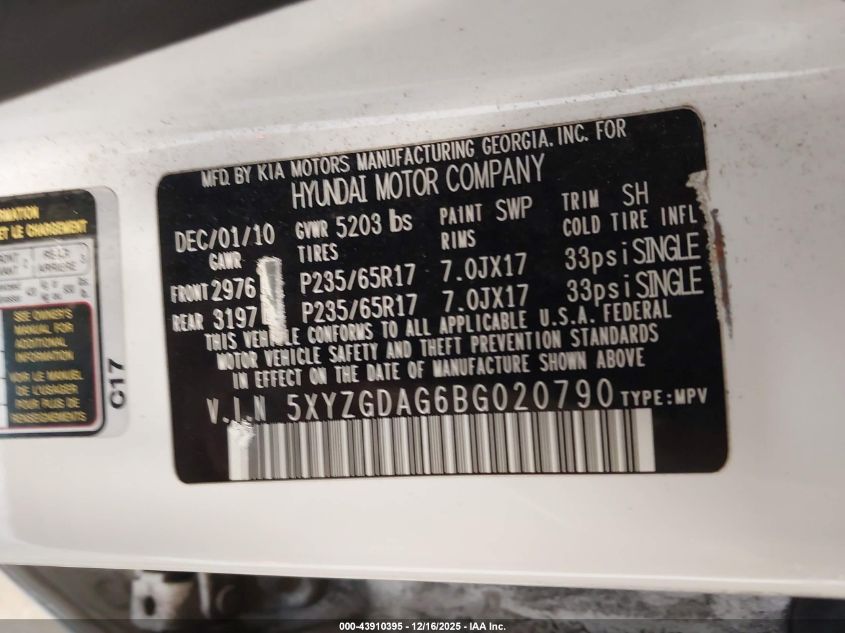 MFD. BY KIA MOTORS MANUFACTURING GEORGIA. INC. FOR
HYUNDAI MOTOR COMPANY
DEC/01/10 GVWR 5203 lbs PAINT SWP TRIM SH
GAWR TIRES RIMS COLD TIRE INFL
FRONT 2976 P235/65R17 7.0JX17 33psi SINGLE
REAR 3197 P235/65R17 7.0JX17 33psi SINGLE
THIS VEHICLE CONFORMS TO ALL APPLICABLE U.S.A. FEDERAL
MOTOR VEHICLE SAFETY AND THEFT PREVENTION STANDARDS
IN EFFECT ON THE DATE OF MANUFACTURE SHOWN ABOVE
V.I.N 5XYZGDAG6BG020790 TYPE:MPV
ET LE CHARGEMENT
SEE OWNER'S
MANUAL FOR
ADDITIONAL
INFORMATION
VOIR LE MANUEL
DE L'USAGER
POUR PLUS DE
C17
000-43910395 - 12/16/2025 - IAA Inc.